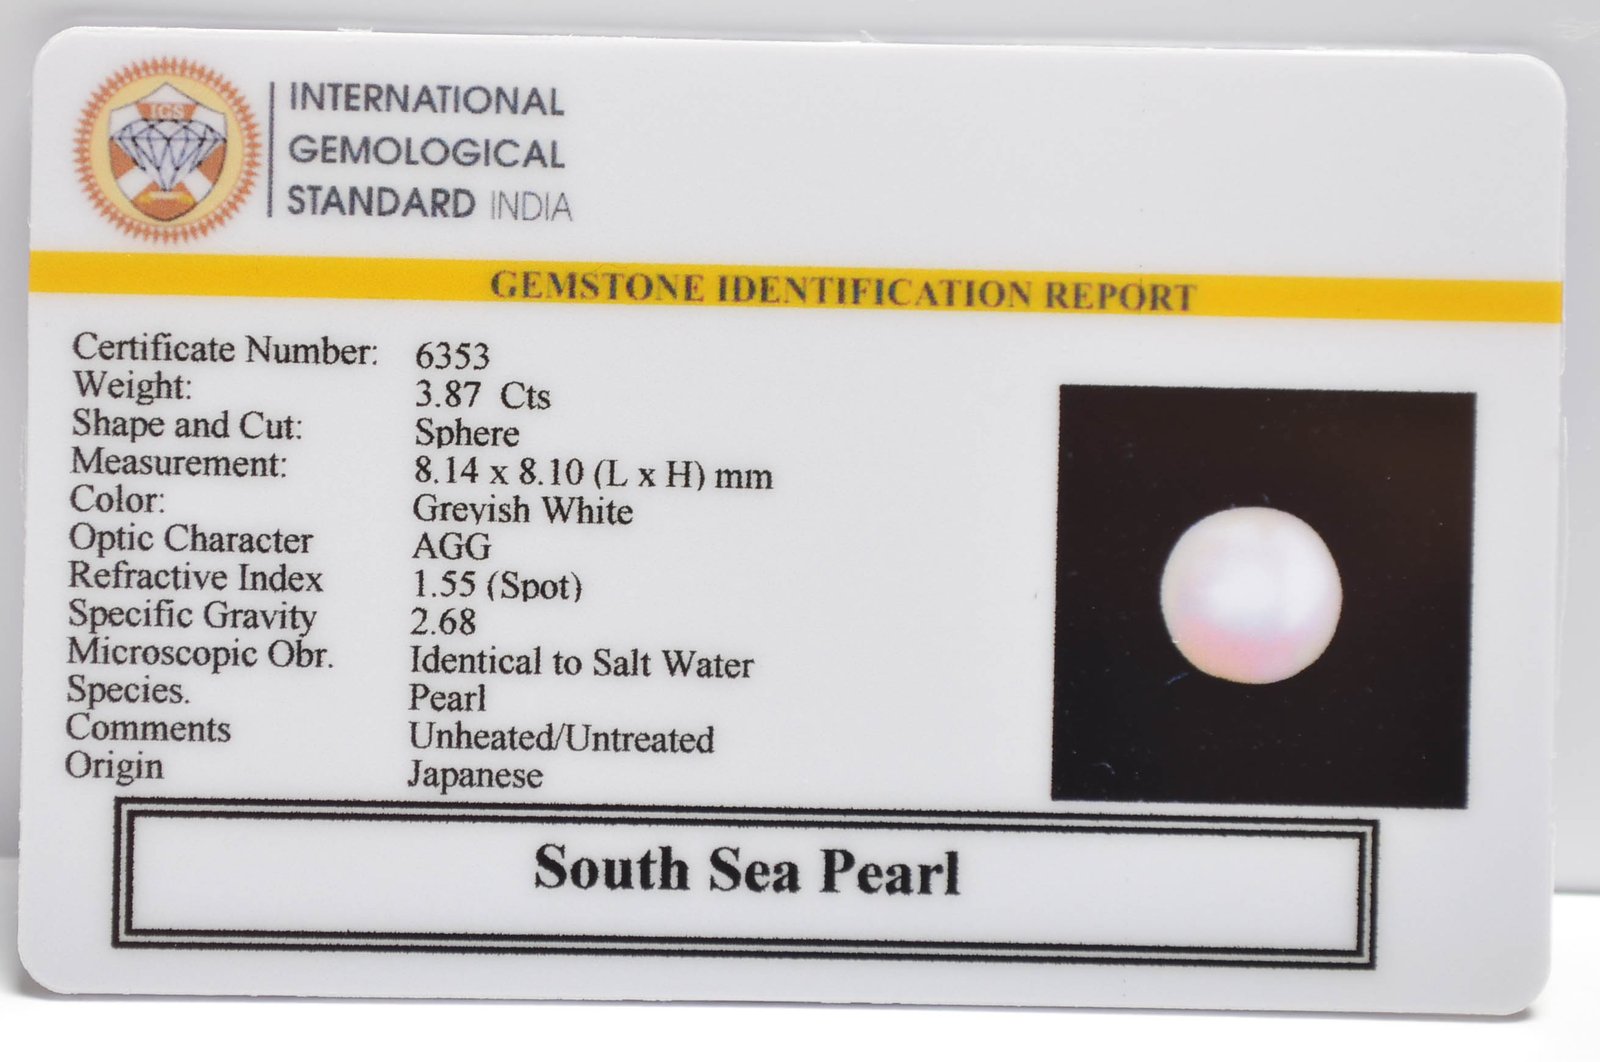 IGS
INTERNATIONAL
GEMOLOGICAL
STANDARD INDIA
GEMSTONE IDENTIFICATION REPORT
Certificate Number: 6353
Weight: 3.87 Cts
Shape and Cut: Sphere
Measurement: 8.14 x 8.10 (L x H) mm
Color: Greyish White
Optic Character AGG
Refractive Index 1.55 (Spot)
Specific Gravity 2.68
Microscopic Obr. Identical to Salt Water
Species. Pearl
Comments Unheated/Untreated
Origin Japanese
South Sea Pearl